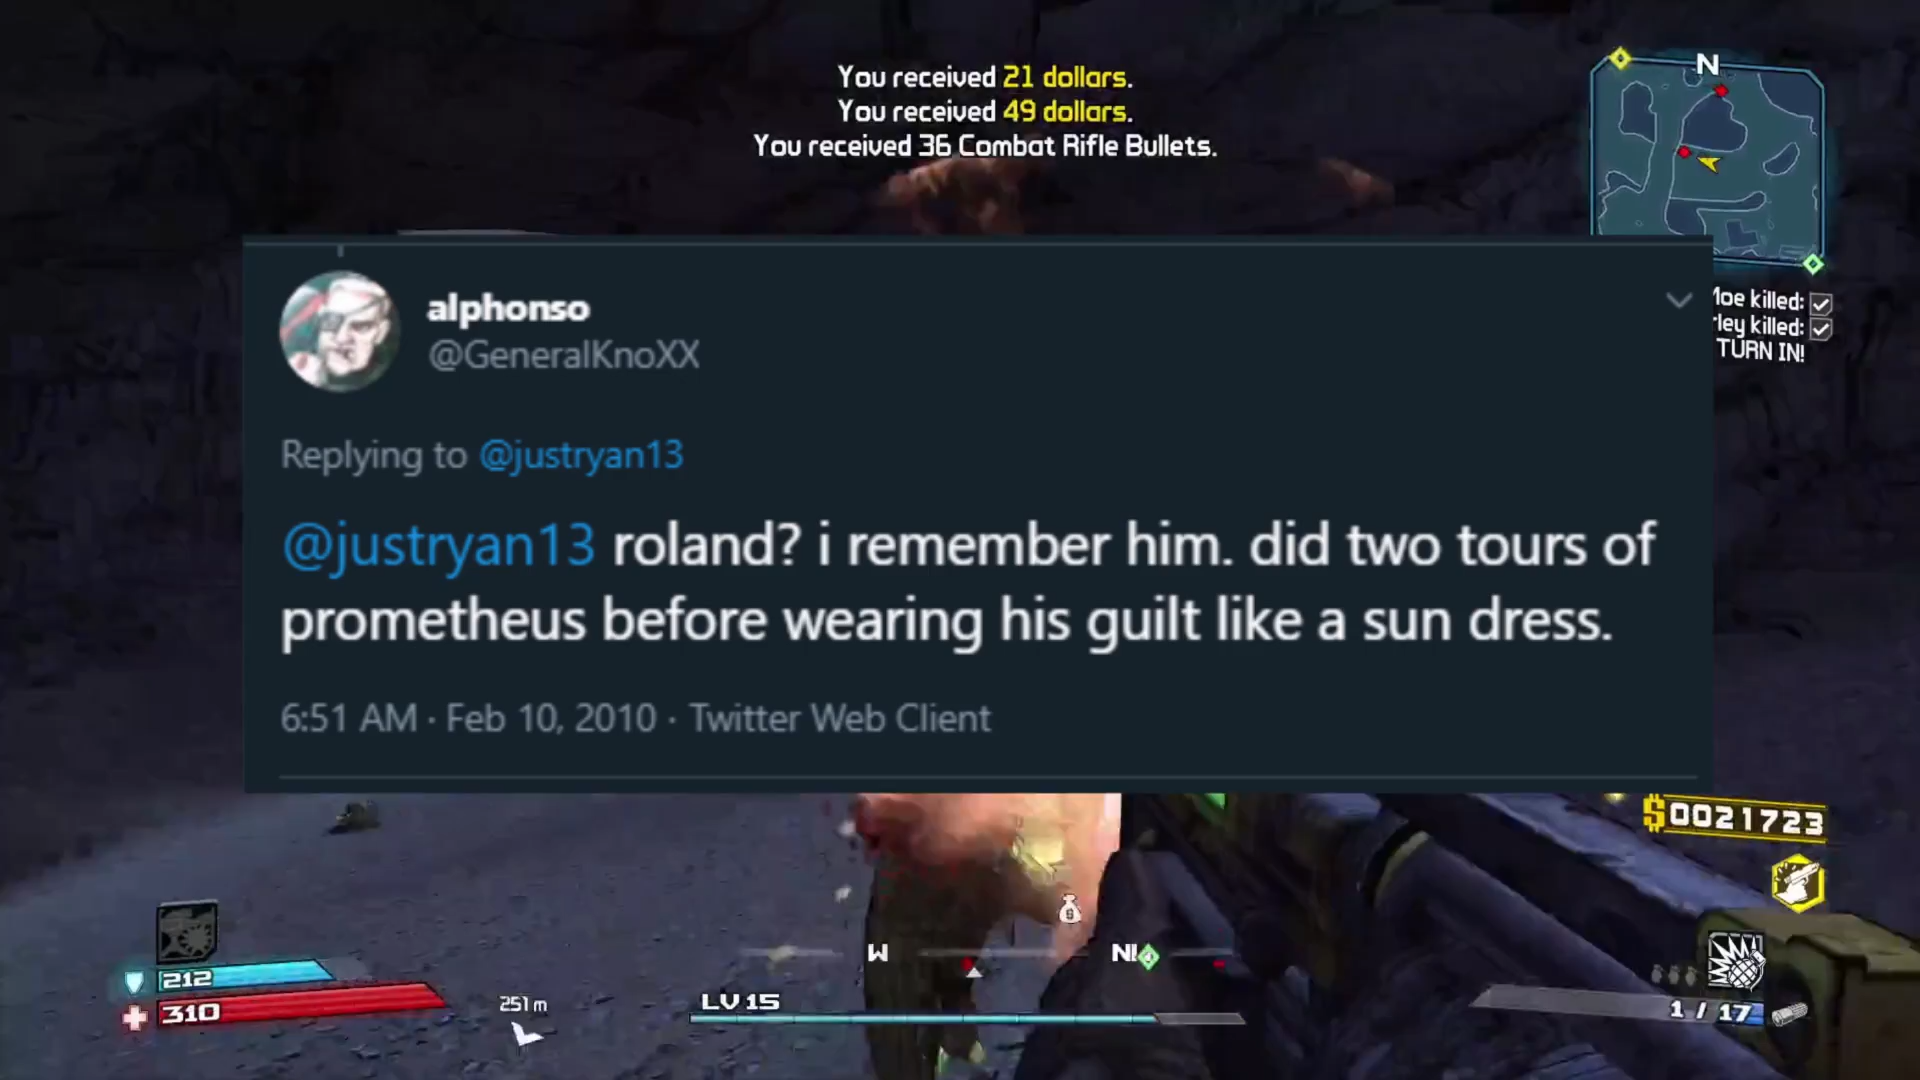 You received 21 dollars.
You received 49 dollars.
You received 36 Combat Rifle Bullets.
N
alphonso
@GeneralKnoXX
Moe killed:
rley killed:
TURN IN!
Replying to @justryan13
@justryan13 roland? i remember him. did two tours of
prometheus before wearing his guilt like a sun dress.
6:51 AM · Feb 10, 2010 · Twitter Web Client
$0021723
W
212
310
251 m
LV 15
1 / 17